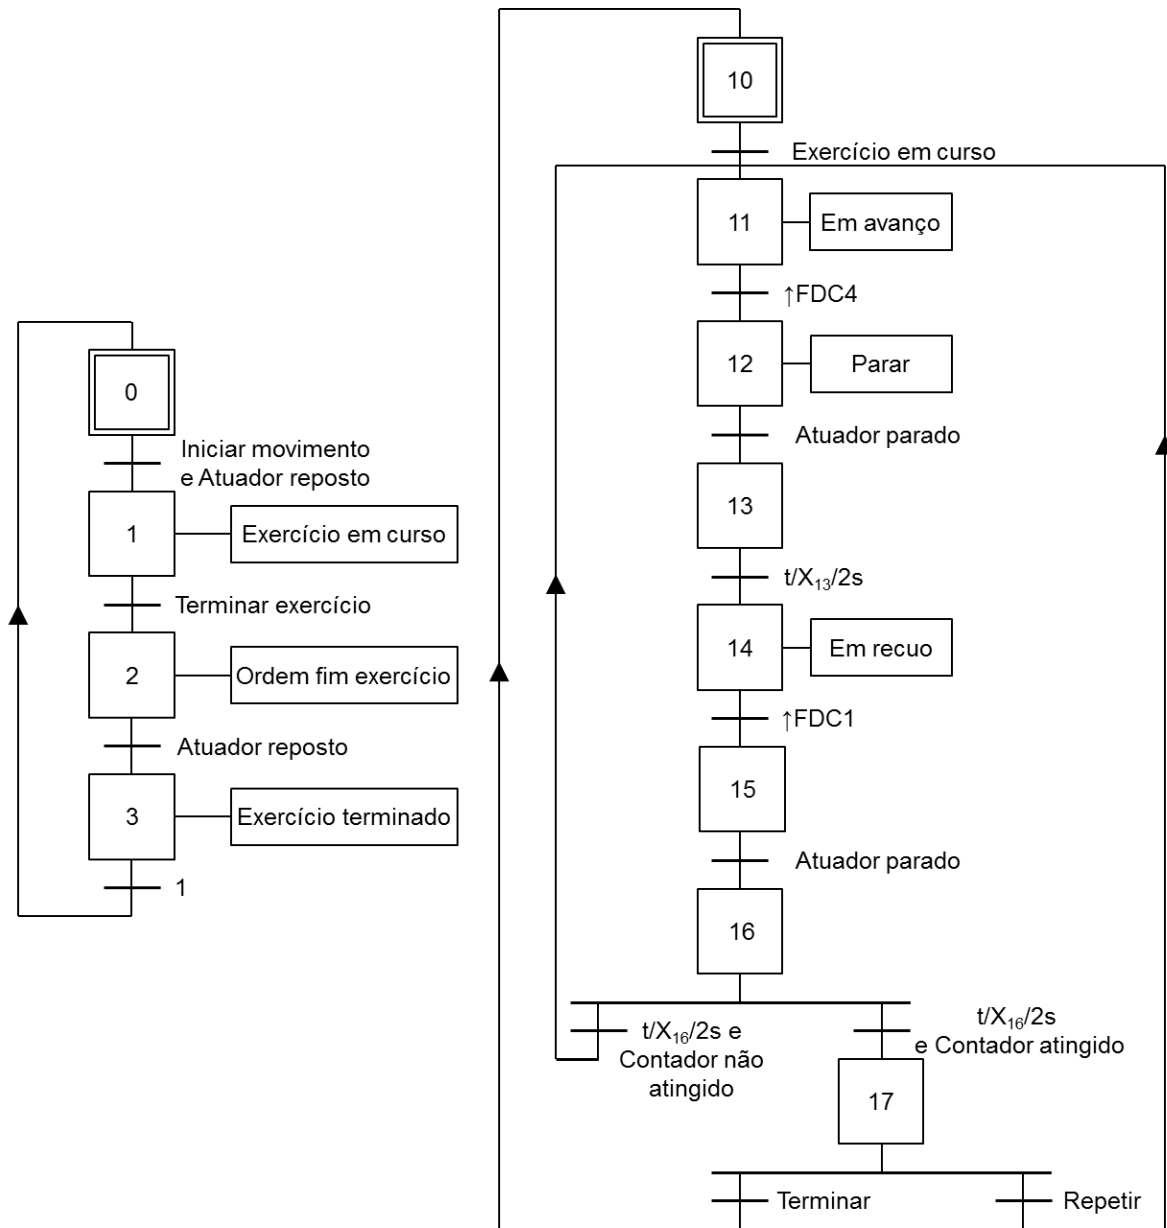 0
Iniciar movimento
e Atuador reposto
1
Exercício em curso
Terminar exercício
2
Ordem fim exercício
Atuador reposto
3
Exercício terminado
1
10
Exercício em curso
11
Em avanço
↑FDC4
12
Parar
Atuador parado
13
t/X₁₃/2s
14
Em recuo
↑FDC1
15
Atuador parado
16
t/X₁₆/2s e
Contador não
atingido
t/X₁₆/2s
e Contador atingido
17
Terminar
Repetir